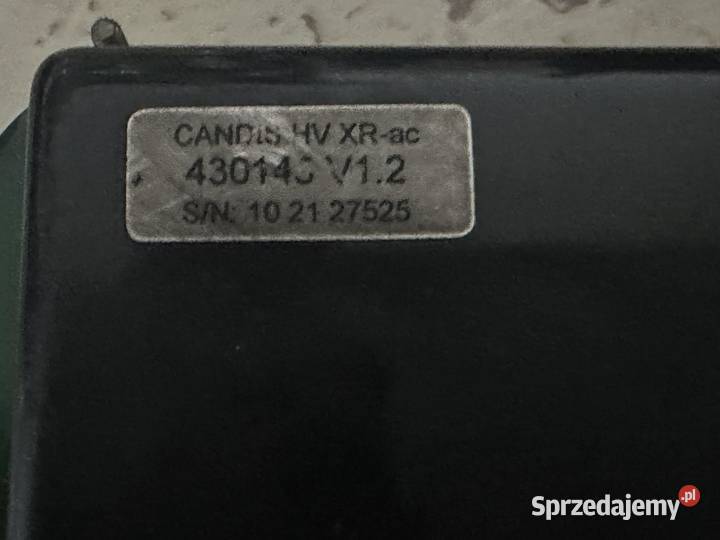 CANDIS HV XR-ac
V1.2
S/N: 10 21 27525
Sprzedajemy.pl